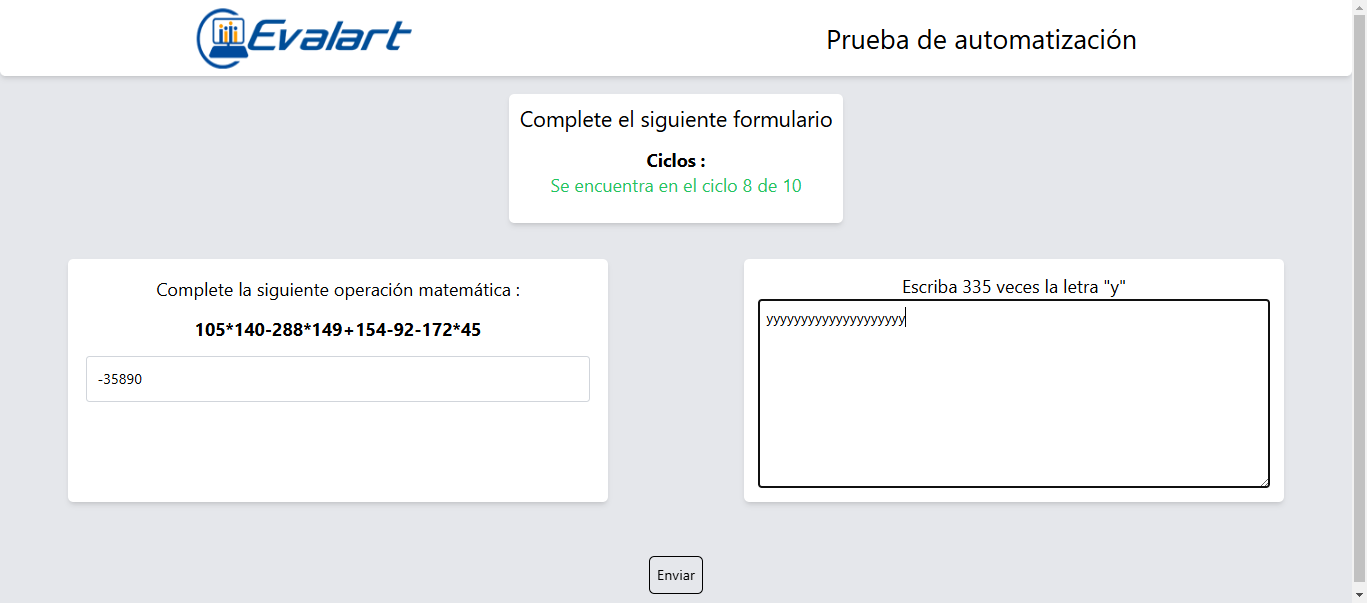 Evalart
Prueba de automatización
Complete el siguiente formulario
Ciclos :
Se encuentra en el ciclo 8 de 10
Complete la siguiente operación matemática :
105*140-288*149+154-92-172*45
-35890
Escriba 335 veces la letra "y"
yyyyyyyyyyyyyyyyyyyy
Enviar